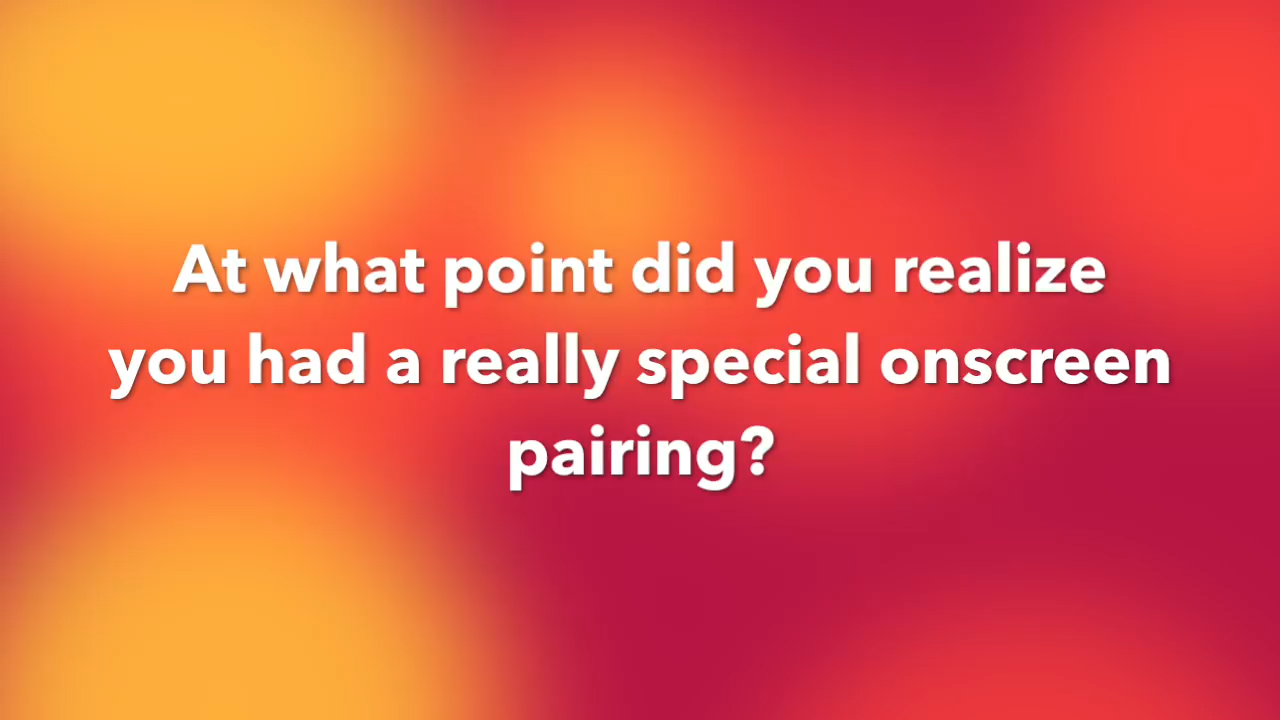 At what point did you realize
you had a really special onscreen
pairing?